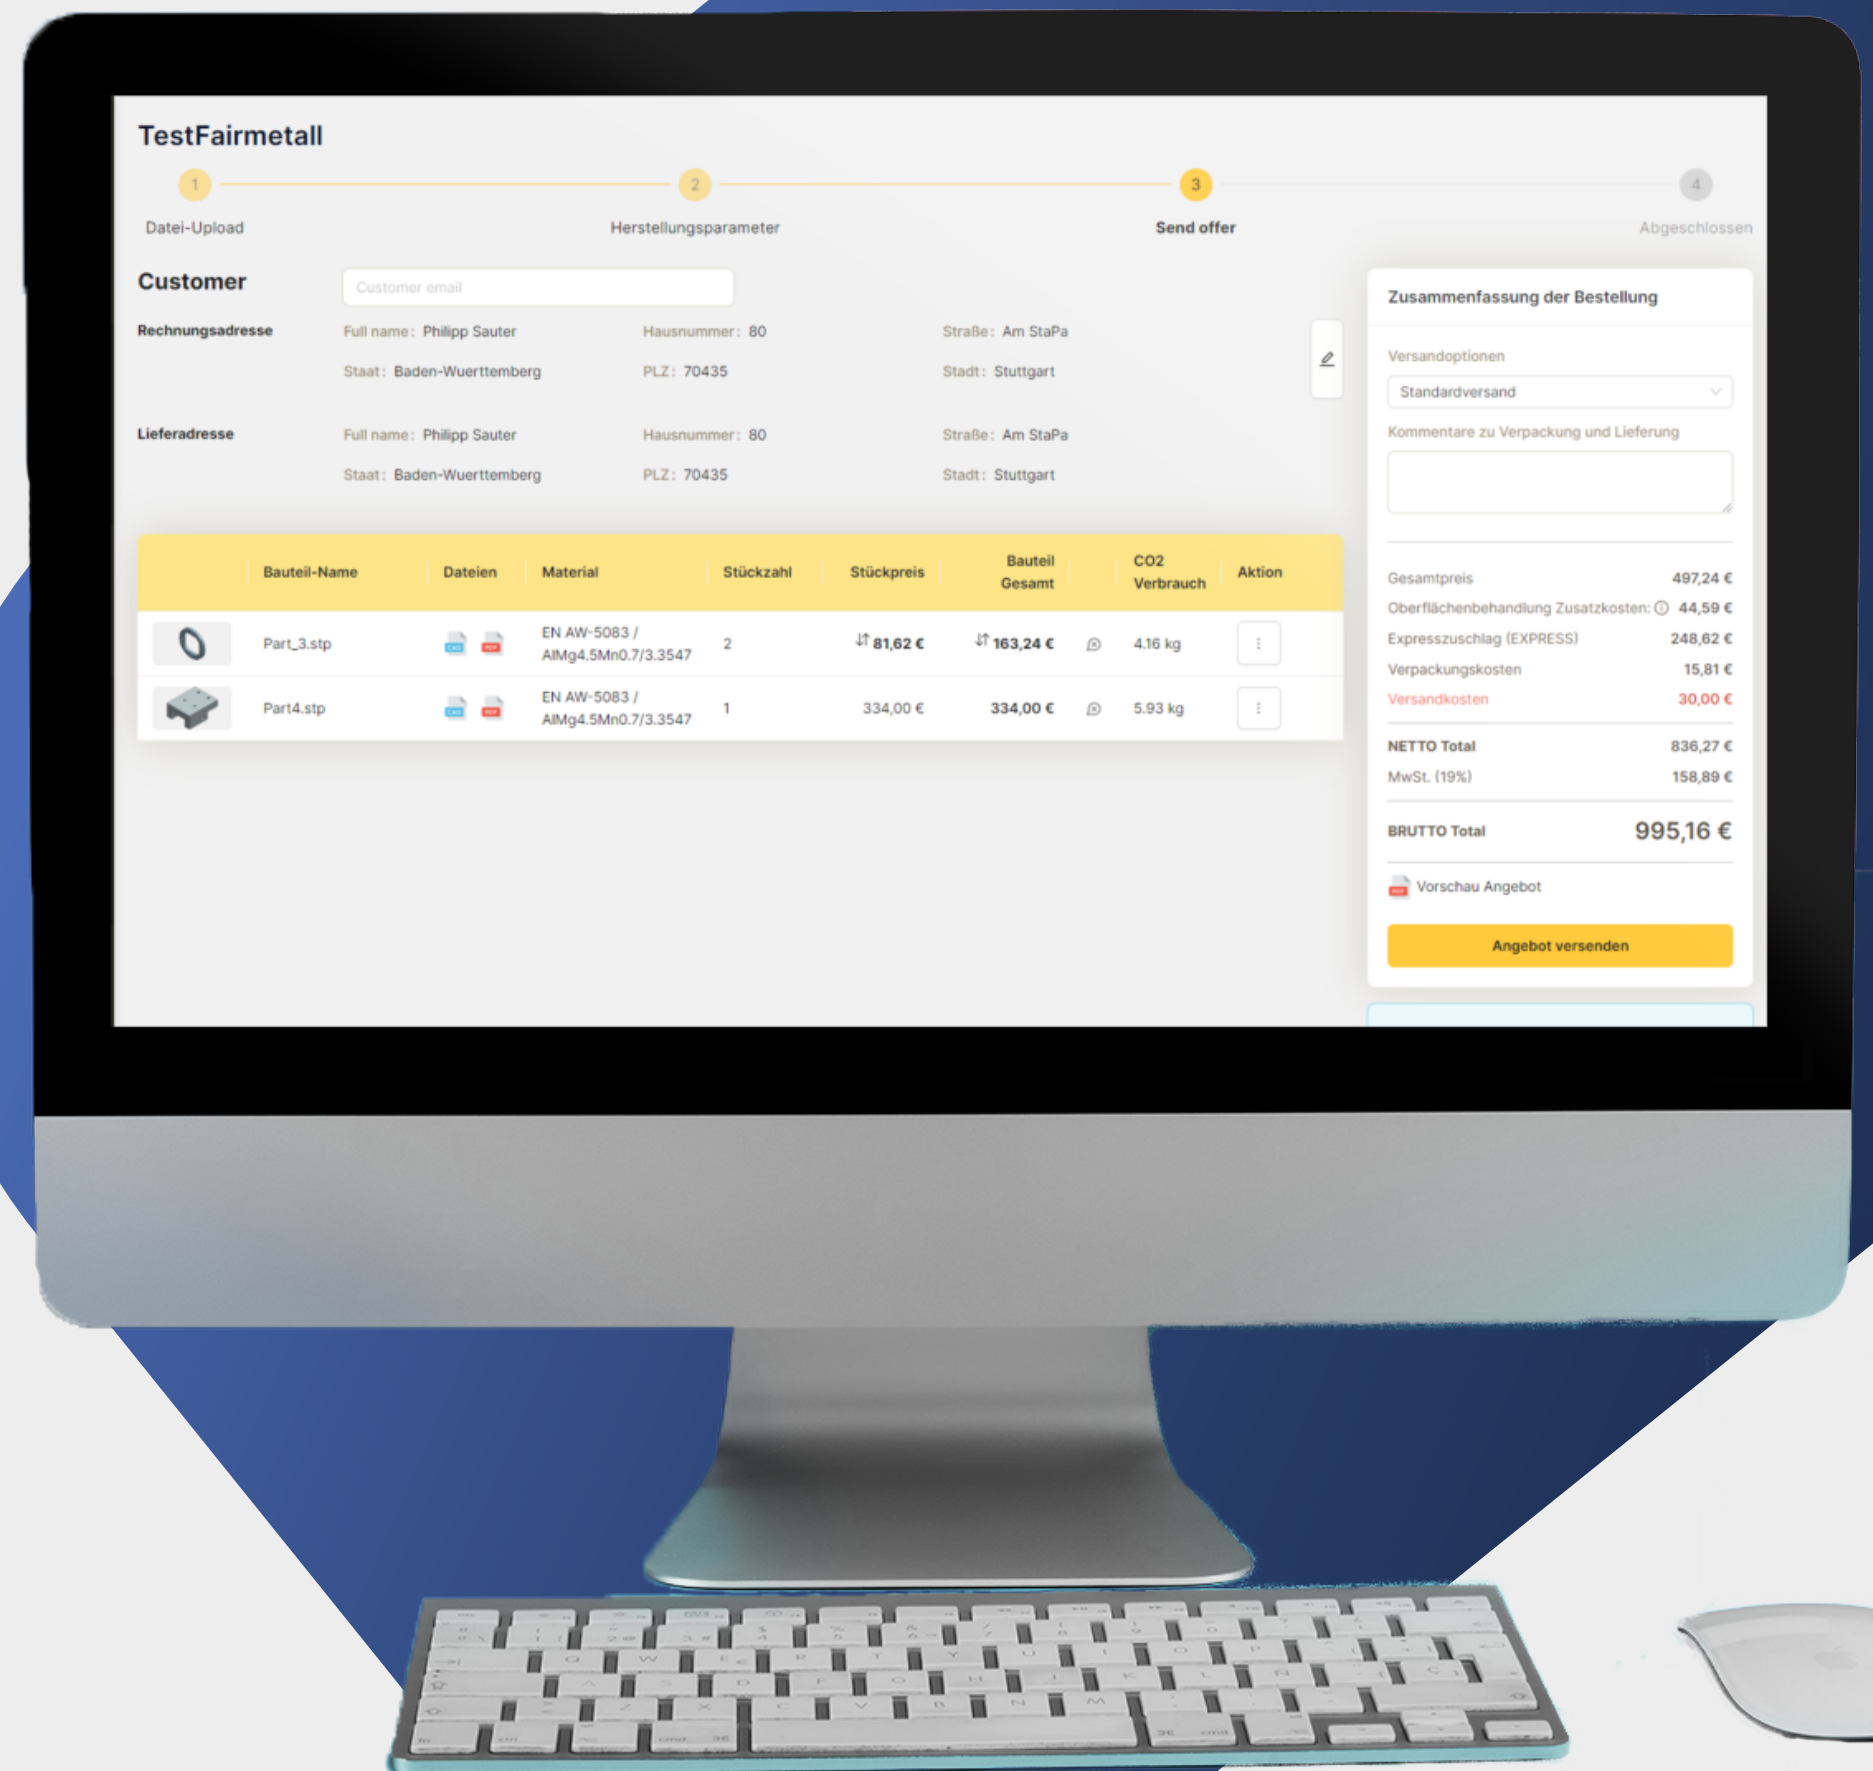 TestFairmetall
1
2
3
4
Datei-Upload
Herstellungsparameter
Send offer
Abgeschlossen
Customer
Customer email
Rechnungsadresse
Full name: Philipp Sauter
Hausnummer: 80
Straße: Am StaPa
Staat: Baden-Wuerttemberg
PLZ: 70435
Stadt: Stuttgart
Lieferadresse
Full name: Philipp Sauter
Hausnummer: 80
Straße: Am StaPa
Staat: Baden-Wuerttemberg
PLZ: 70435
Stadt: Stuttgart
Bauteil-Name
Dateien
Material
Stückzahl
Stückpreis
Bauteil
Gesamt
CO2
Verbrauch
Aktion
Part_3.stp
CAD
PDF
EN AW-5083 /
AlMg4.5Mn0.7/3.3547
2
81,62 €
163,24 €
4.16 kg
Part4.stp
CAD
PDF
EN AW-5083 /
AlMg4.5Mn0.7/3.3547
1
334,00 €
334,00 €
5.93 kg
Zusammenfassung der Bestellung
Versandoptionen
Standardversand
Kommentare zu Verpackung und Lieferung
Gesamtpreis 497,24 €
Oberflächenbehandlung Zusatzkosten: 44,59 €
Expresszuschlag (EXPRESS) 248,62 €
Verpackungskosten 15,81 €
Versandkosten 30,00 €
NETTO Total 836,27 €
MwSt. (19%) 158,89 €
BRUTTO Total 995,16 €
PDF Vorschau Angebot
Angebot versenden